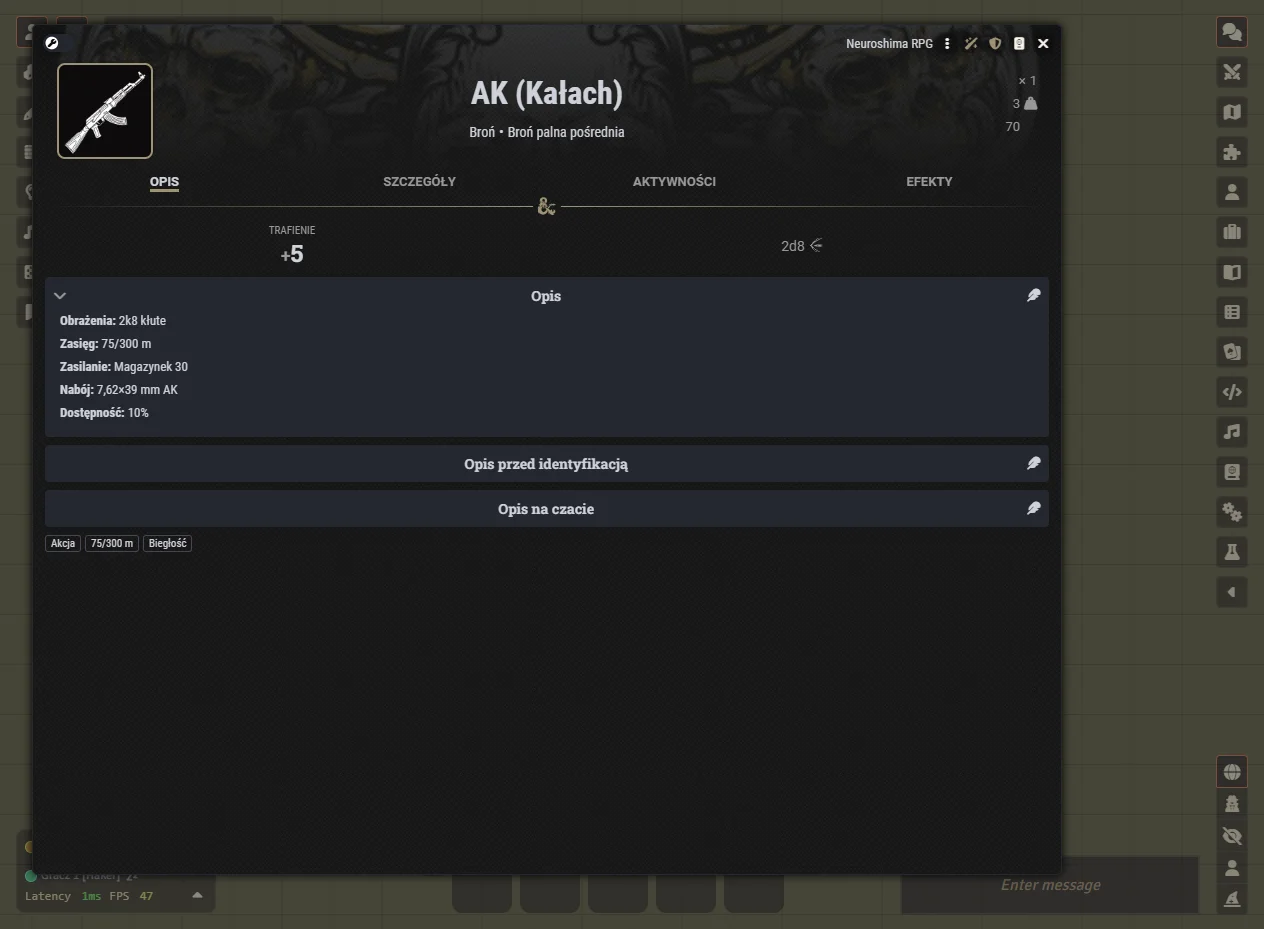 Neuroshima RPG
AK (Kałach)
Broń • Broń palna pośrednia
× 1
3
70
OPIS
SZCZEGÓŁY
AKTYWNOŚCI
EFEKTY
&
TRAFIENIE
+5
2d8
Opis
Obrażenia: 2k8 kłute
Zasięg: 75/300 m
Zasilanie: Magazynek 30
Nabój: 7,62×39 mm AK
Dostępność: 10%
Opis przed identyfikacją
Opis na czacie
Akcja
75/300 m
Biegłość
Latency 1ms FPS 47
Enter message